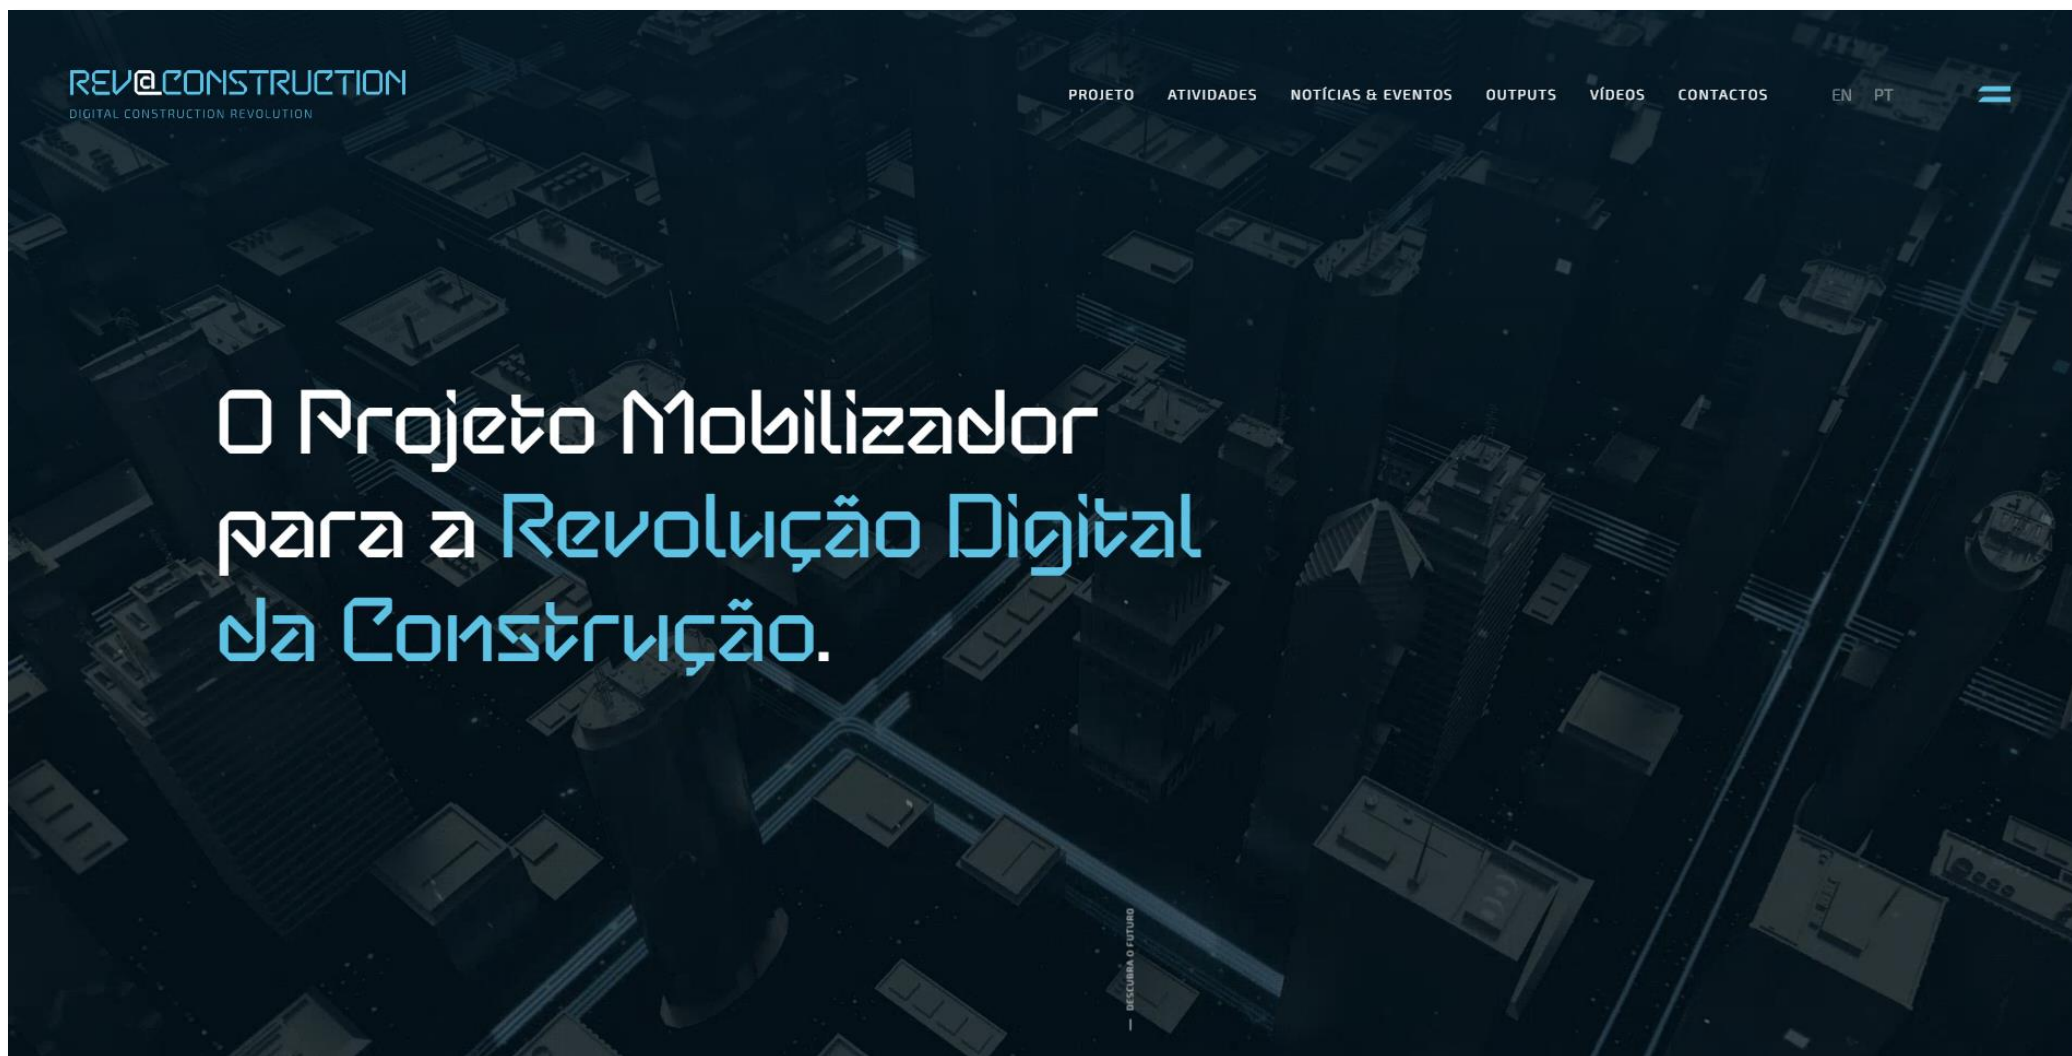 REV@CONSTRUCTION
DIGITAL CONSTRUCTION REVOLUTION
PROJETO ATIVIDADES NOTÍCIAS & EVENTOS OUTPUTS VÍDEOS CONTACTOS EN PT
O Projeto Mobilizador
para a Revolução Digital
da Construção.
DESCUBRA O FUTURO